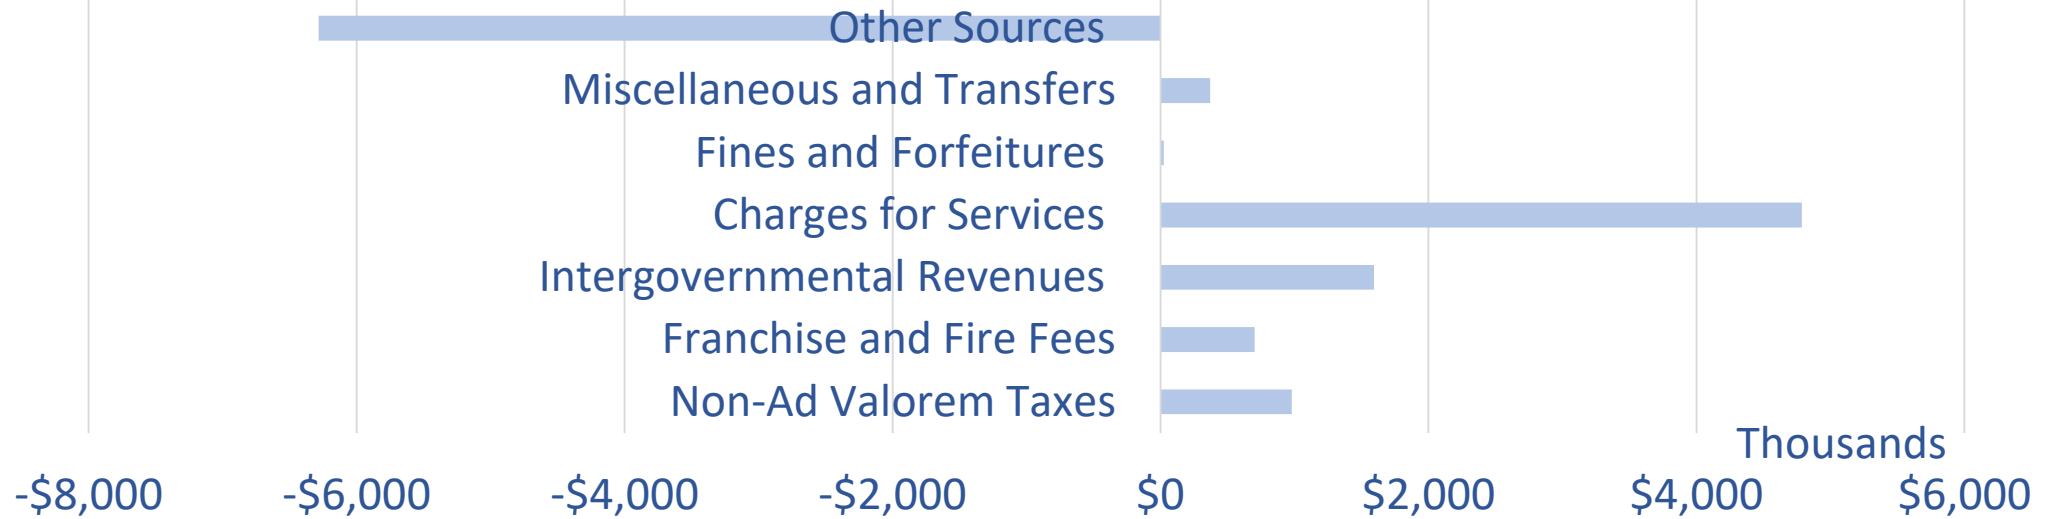 Other Sources
Miscellaneous and Transfers
Fines and Forfeitures
Charges for Services
Intergovernmental Revenues
Franchise and Fire Fees
Non-Ad Valorem Taxes
Thousands
-$8,000 -$6,000 -$4,000 -$2,000 $0 $2,000 $4,000 $6,000